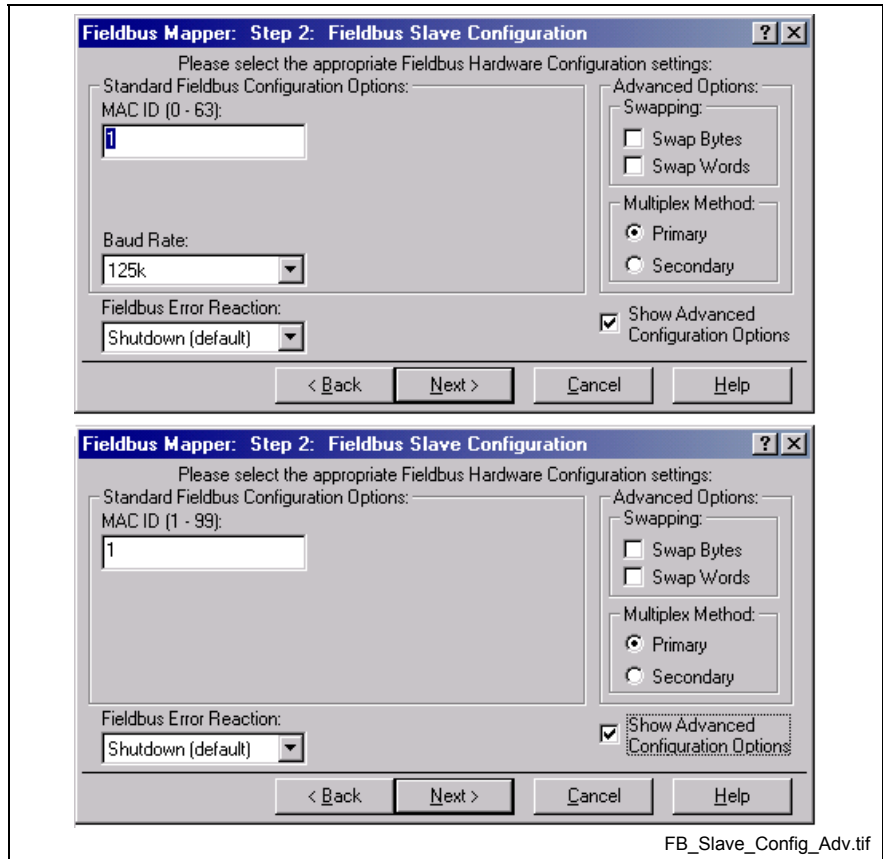 Fieldbus Mapper: Step 2: Fieldbus Slave Configuration
Please select the appropriate Fieldbus Hardware Configuration settings:
Standard Fieldbus Configuration Options:
MAC ID (0 - 63):
1
Baud Rate:
125k
Fieldbus Error Reaction:
Shutdown (default)
Advanced Options:
Swapping:
Swap Bytes
Swap Words
Multiplex Method:
Primary
Secondary
Show Advanced
Configuration Options
< Back
Next >
Cancel
Help
Fieldbus Mapper: Step 2: Fieldbus Slave Configuration
Please select the appropriate Fieldbus Hardware Configuration settings:
Standard Fieldbus Configuration Options:
MAC ID (1 - 99):
1
Fieldbus Error Reaction:
Shutdown (default)
Advanced Options:
Swapping:
Swap Bytes
Swap Words
Multiplex Method:
Primary
Secondary
Show Advanced
Configuration Options
< Back
Next >
Cancel
Help
FB_Slave_Config_Adv.tif